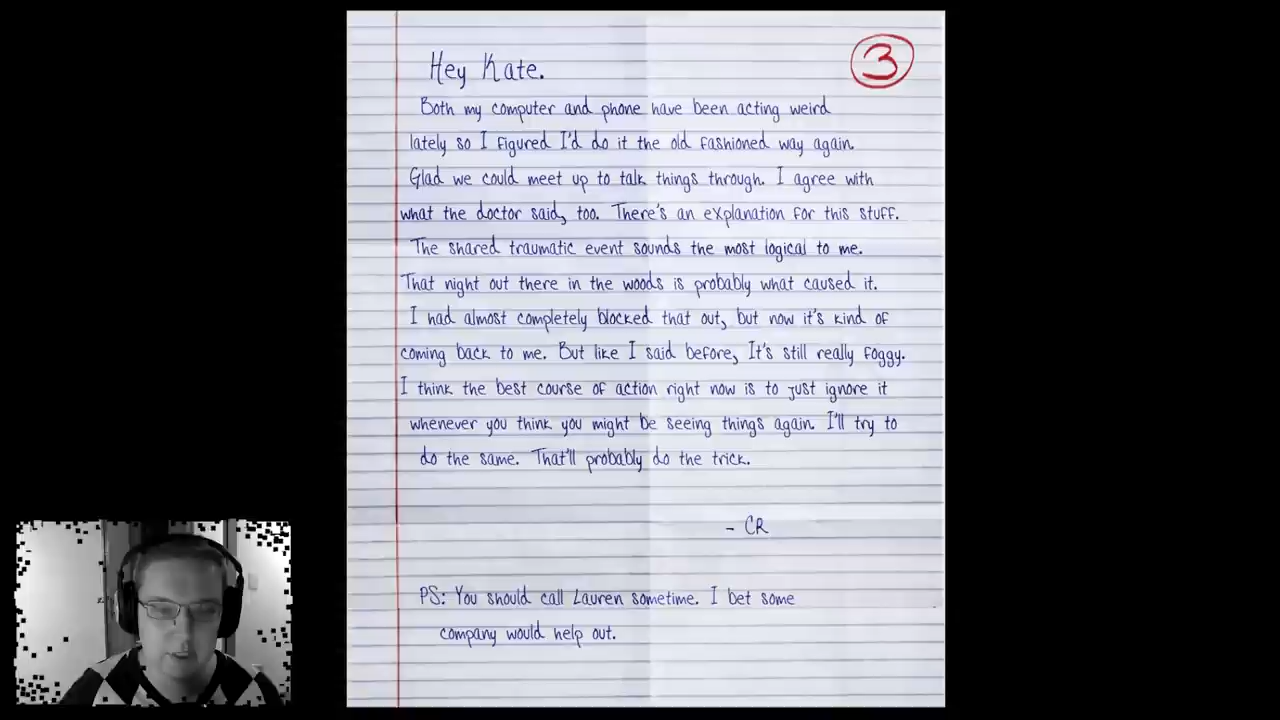 3
Hey Kate.
Both my computer and phone have been acting weird
lately so I figured I'd do it the old fashioned way again.
Glad we could meet up to talk things through. I agree with
what the doctor said, too. There's an explanation for this stuff.
The shared traumatic event sounds the most logical to me.
That night out there in the woods is probably what caused it.
I had almost completely blocked that out, but now it's kind of
coming back to me. But like I said before, It's still really foggy.
I think the best course of action right now is to just ignore it
whenever you think you might be seeing things again. I'll try to
do the same. That'll probably do the trick.
- CR
PS: You should call Lauren sometime. I bet some
company would help out.